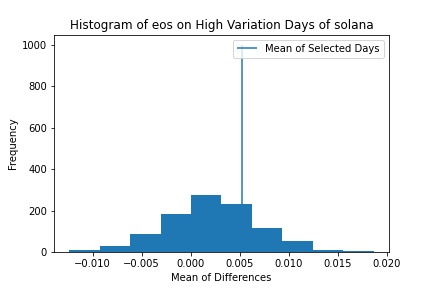 Histogram of eos on High Variation Days of solana
Mean of Selected Days
Frequency
1000
800
600
400
200
0
-0.010 -0.005 0.000 0.005 0.010 0.015 0.020
Mean of Differences